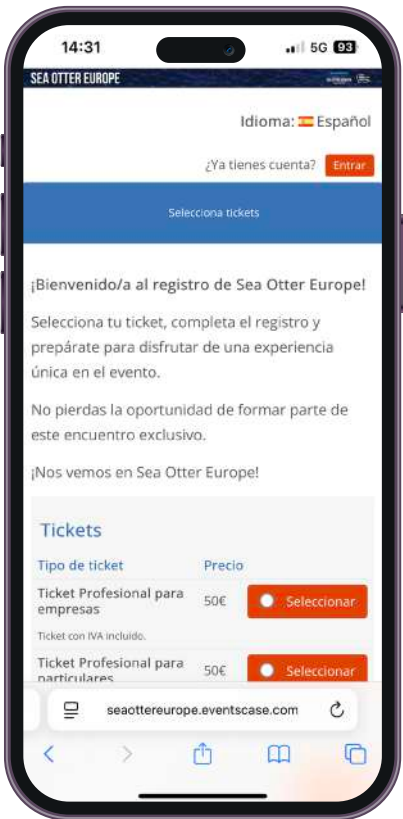 14:31
5G 93
SEA OTTER EUROPE
Idioma: Español
¿Ya tienes cuenta? Entrar
Selecciona tickets
¡Bienvenido/a al registro de Sea Otter Europe!
Selecciona tu ticket, completa el registro y
prepárate para disfrutar de una experiencia
única en el evento.
No pierdas la oportunidad de formar parte de
este encuentro exclusivo.
¡Nos vemos en Sea Otter Europe!
Tickets
Tipo de ticket Precio
Ticket Profesional para
empresas
50€ Seleccionar
Ticket con IVA incluido.
Ticket Profesional para
particulares
50€ Seleccionar
seaottereurope.eventscase.com